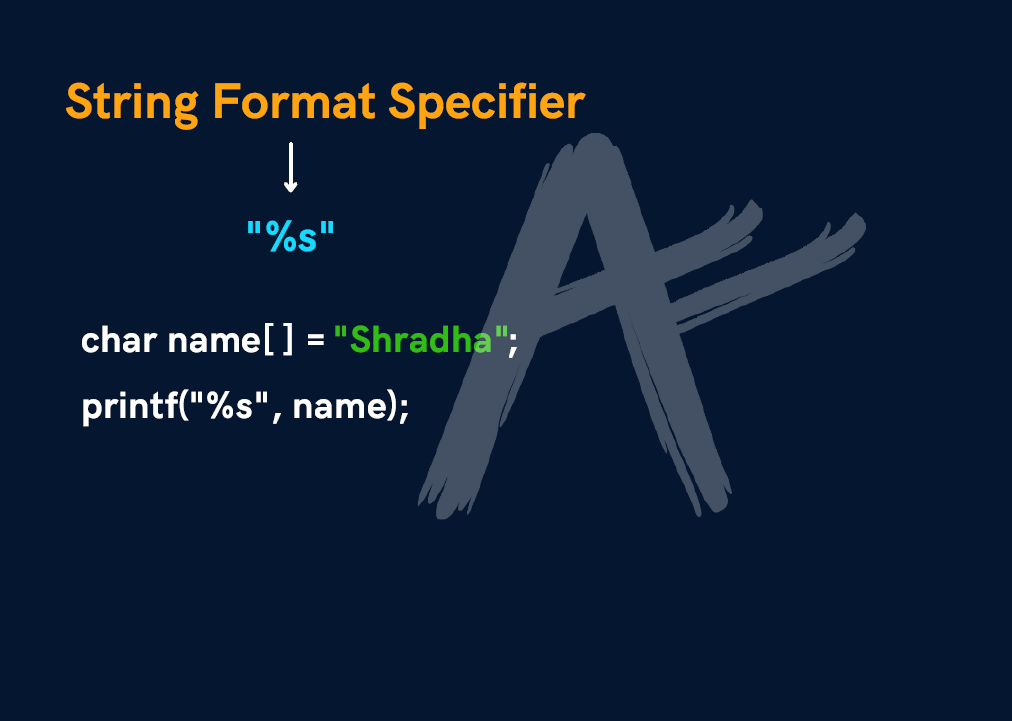 String Format Specifier
"%s"
char name[ ] = "Shradha";
printf("%s", name);